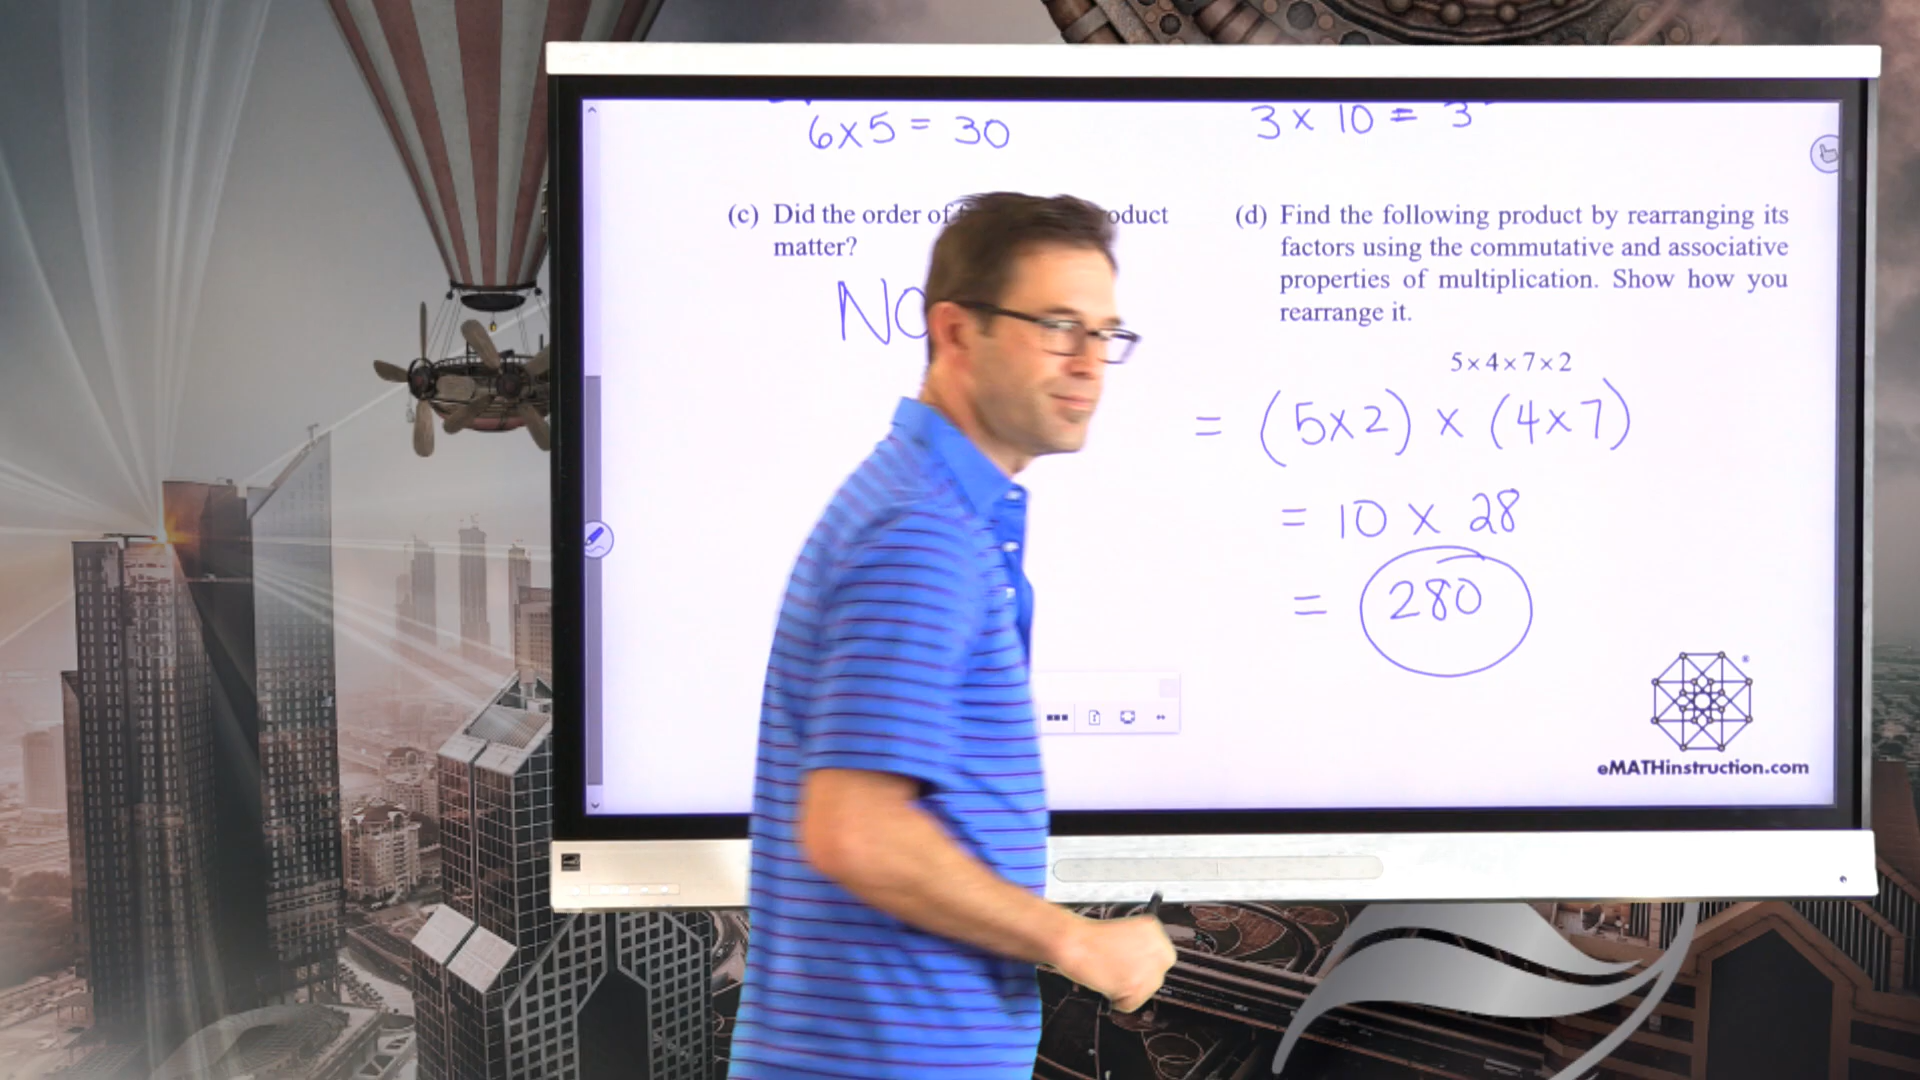 6x5 = 30
3 x 10 = 3
(c) Did the order of oduct
matter?
NO
(d) Find the following product by rearranging its
factors using the commutative and associative
properties of multiplication. Show how you
rearrange it.
5×4×7×2
= (5x2) x (4x7)
= 10 x 28
= 280
eMATHinstruction.com